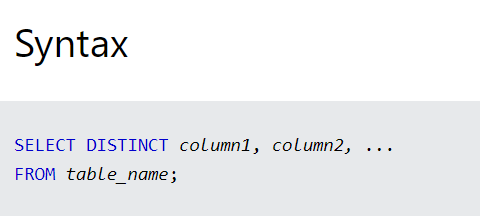 Syntax
SELECT DISTINCT column1, column2, ...
FROM table_name;